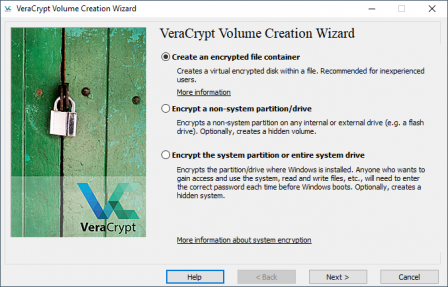 VeraCrypt Volume Creation Wizard
VeraCrypt Volume Creation Wizard
Create an encrypted file container
Creates a virtual encrypted disk within a file. Recommended for inexperienced
users.
More information
Encrypt a non-system partition/drive
Encrypts a non-system partition on any internal or external drive (e.g. a flash
drive). Optionally, creates a hidden volume.
Encrypt the system partition or entire system drive
Encrypts the partition/drive where Windows is installed. Anyone who wants to
gain access and use the system, read and write files, etc., will need to enter
the correct password each time before Windows boots. Optionally, creates a
hidden system.
More information about system encryption
VeraCrypt
Help
< Back
Next >
Cancel